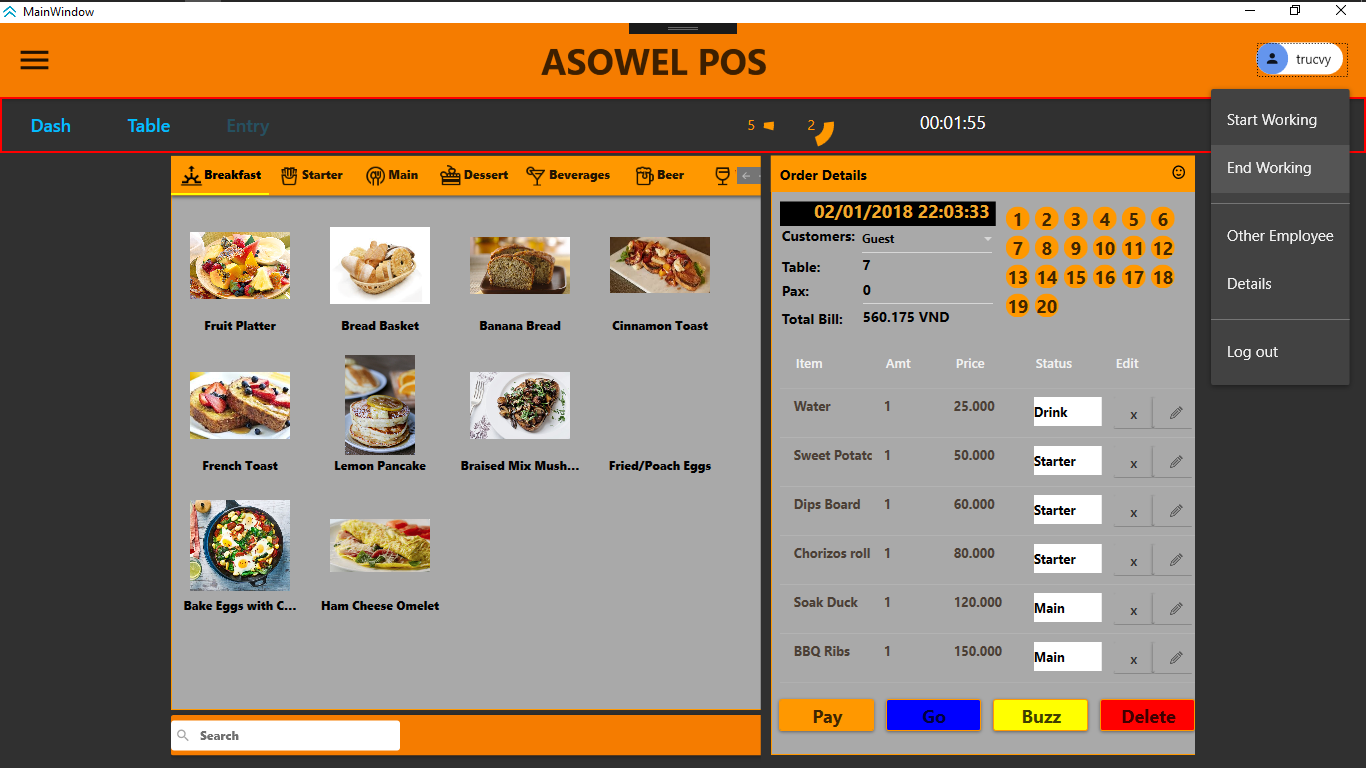 MainWindow
ASOWEL POS
trucvy
Dash Table Entry
5 2 00:01:55
Start Working
End Working
Other Employee
Details
Log out
Breakfast Starter Main Dessert Beverages Beer
Fruit Platter Bread Basket Banana Bread Cinnamon Toast
French Toast Lemon Pancake Braised Mix Mush... Fried/Poach Eggs
Bake Eggs with C... Ham Cheese Omelet
Search
Order Details
02/01/2018 22:03:33
Customers: Guest
Table: 7
Pax: 0
Total Bill: 560.175 VND
1 2 3 4 5 6
7 8 9 10 11 12
13 14 15 16 17 18
19 20
Item Amt Price Status Edit
Water 1 25.000 Drink x
Sweet Potatc 1 50.000 Starter x
Dips Board 1 60.000 Starter x
Chorizos roll 1 80.000 Starter x
Soak Duck 1 120.000 Main x
BBQ Ribs 1 150.000 Main x
Pay Go Buzz Delete